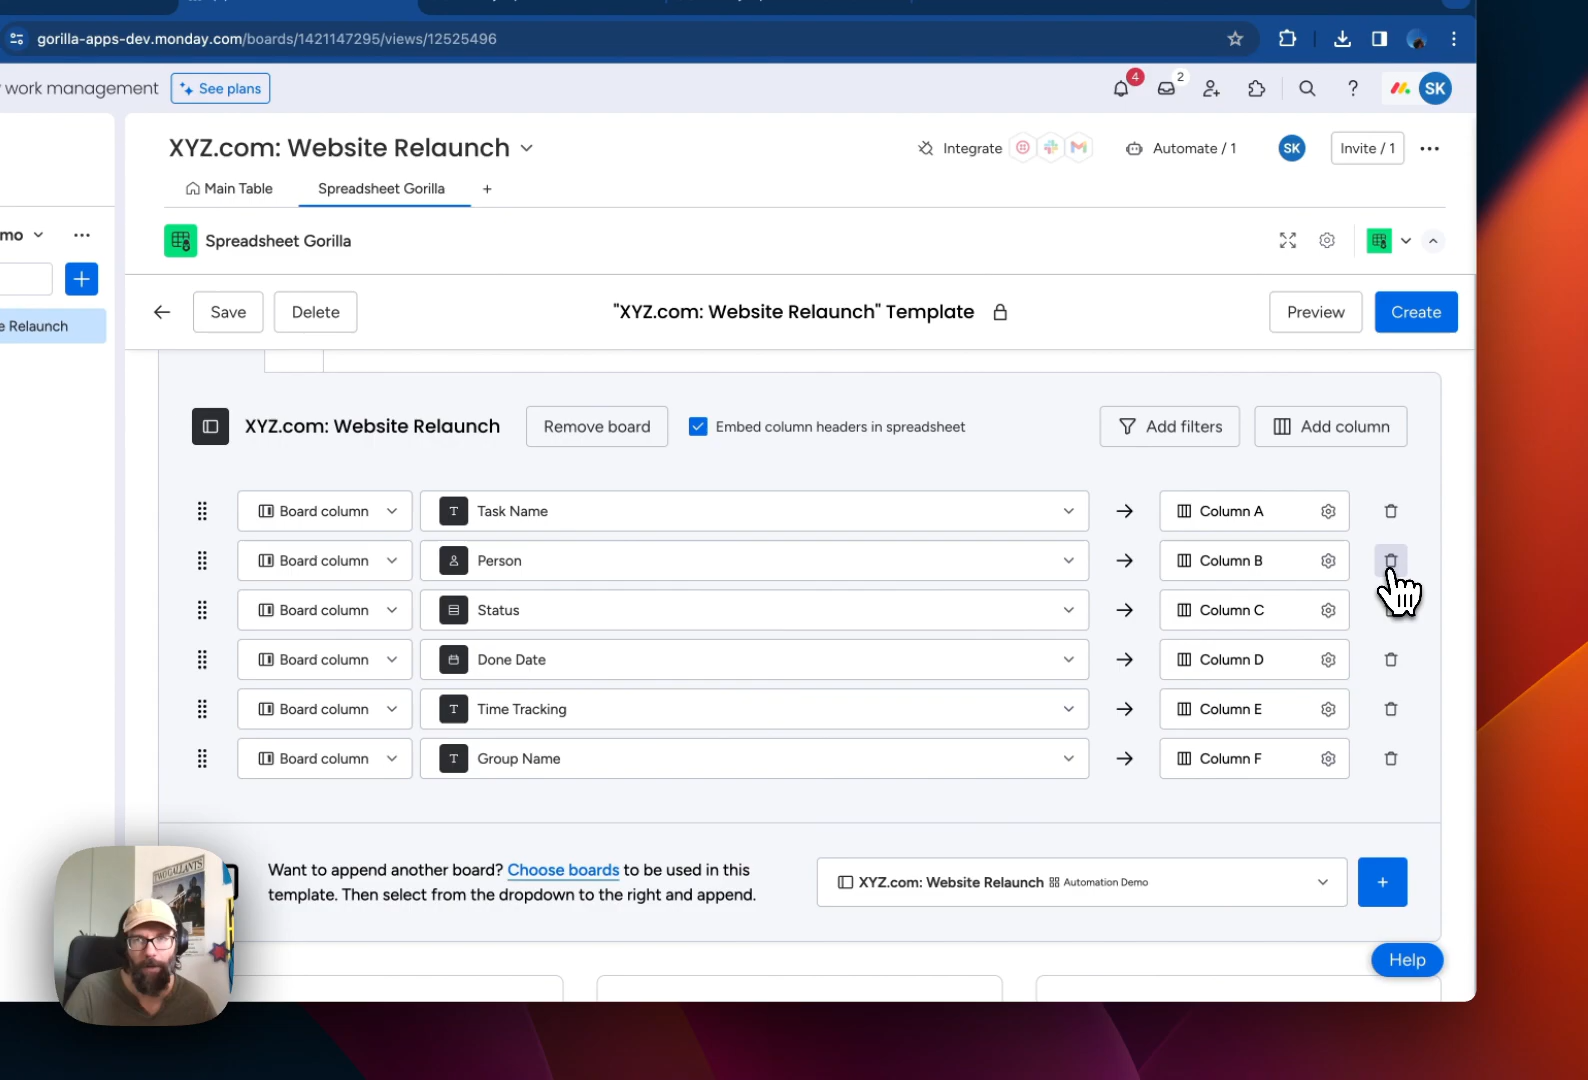 gorilla-apps-dev.monday.com/boards/1421147295/views/12525496
work management
See plans
4
2
SK
XYZ.com: Website Relaunch
Integrate
Automate / 1
SK
Invite / 1
Main Table
Spreadsheet Gorilla
+
mo
Spreadsheet Gorilla
+
e Relaunch
Save
Delete
"XYZ.com: Website Relaunch" Template
Preview
Create
XYZ.com: Website Relaunch
Remove board
Embed column headers in spreadsheet
Add filters
Add column
Board column
T
Task Name
Column A
Board column
Person
Column B
Board column
Status
Column C
Board column
Done Date
Column D
Board column
T
Time Tracking
Column E
Board column
T
Group Name
Column F
Want to append another board? Choose boards to be used in this
template. Then select from the dropdown to the right and append.
XYZ.com: Website Relaunch Automation Demo
+
TWO GALLANTS
Help